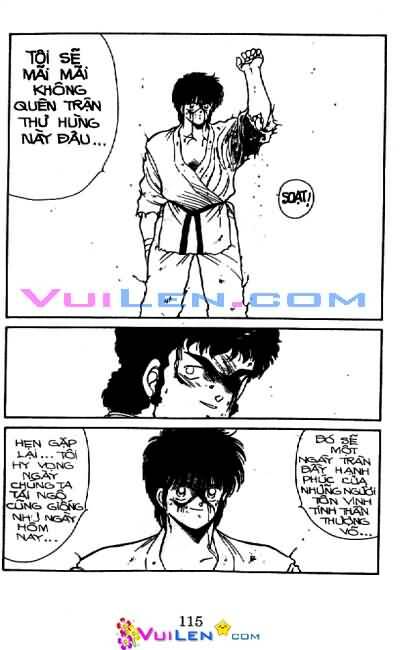 TÔI SẼ
MÃI MÃI
KHÔNG
QUÊN TRẬN
THƯ HÙNG
NÀY ĐÂU...
SOẠT!
VUILEN.COM
HẸN GẶP
LẠI... TÔI
HY VỌNG
NGÀY
CHÚNG TA
TÁI NGỘ
CŨNG GIỐNG
NHƯ NGÀY
HÔM
NAY...
ĐÓ SẼ
MỘT
NGÀY TRÀN
ĐẦY HẠNH
PHÚC CỦA
NHỮNG NGƯỜI
TÔN VINH
TINH THẦN
THƯỢNG
VÕ...
115
VUILEN.COM